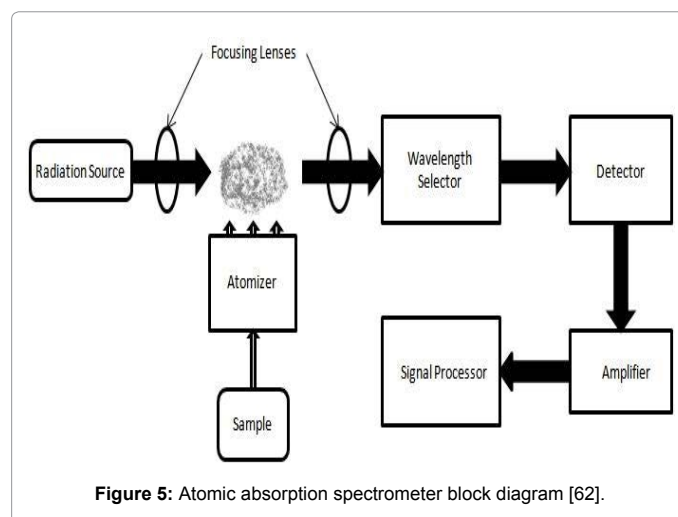 Focusing Lenses
Radiation Source
Wavelength
Selector
Detector
Atomizer
Signal Processor
Amplifier
Sample
Figure 5: Atomic absorption spectrometer block diagram [62].